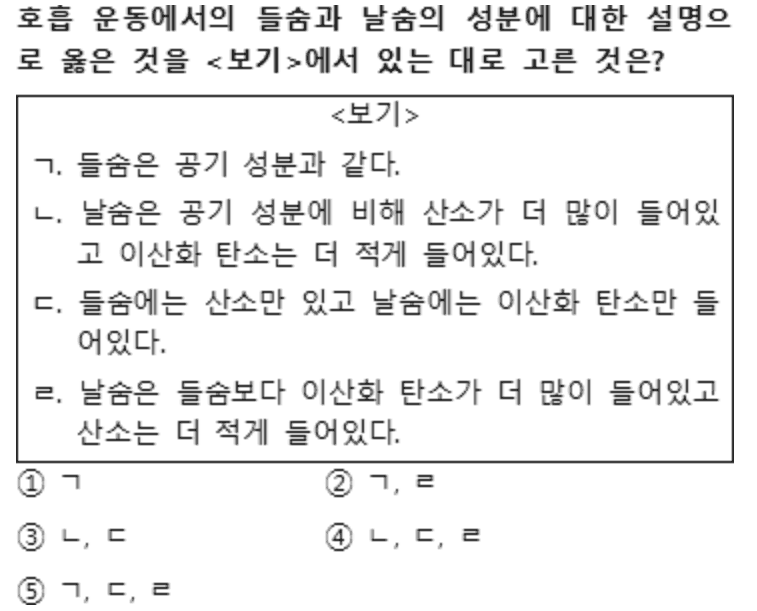 호흡 운동에서의 들숨과 날숨의 성분에 대한 설명으
로 옳은 것을 <보기>에서 있는 대로 고른 것은?
<보기>
ㄱ. 들숨은 공기 성분과 같다.
ㄴ. 날숨은 공기 성분에 비해 산소가 더 많이 들어있
고 이산화 탄소는 더 적게 들어있다.
ㄷ. 들숨에는 산소만 있고 날숨에는 이산화 탄소만 들
어있다.
ㄹ. 날숨은 들숨보다 이산화 탄소가 더 많이 들어있고
산소는 더 적게 들어있다.
① ㄱ ② ㄱ, ㄹ
③ ㄴ, ㄷ ④ ㄴ, ㄷ, ㄹ
⑤ ㄱ, ㄷ, ㄹ